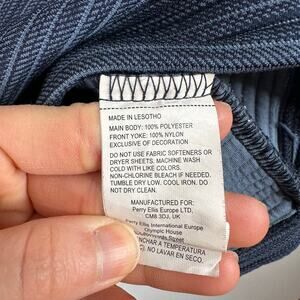 MADE IN LESOTHO
MAIN BODY: 100% POLYESTER
FRONT YOKE: 100% NYLON
EXCLUSIVE OF DECORATION
DO NOT USE FABRIC SOFTENERS OR
DRYER SHEETS. MACHINE WASH
COLD WITH LIKE COLORS.
NON-CHLORINE BLEACH IF NEEDED.
TUMBLE DRY LOW. COOL IRON. DO
NOT DRY CLEAN.
MANUFACTURED FOR:
Perry Ellis Europe LTD,
CM8 3DJ, UK
Perry Ellis International Europe
Olympic House
Street
NCHAR A TEMPERATURA
NO LAVAR EN SECO.